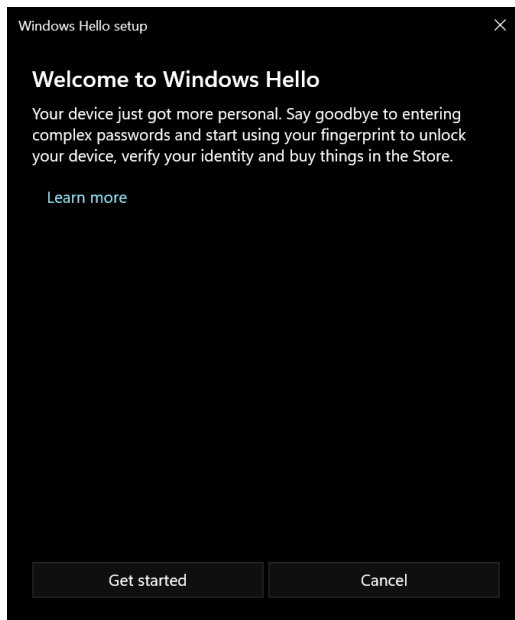 Windows Hello setup
Welcome to Windows Hello
Your device just got more personal. Say goodbye to entering
complex passwords and start using your fingerprint to unlock
your device, verify your identity and buy things in the Store.
Learn more
Get started
Cancel